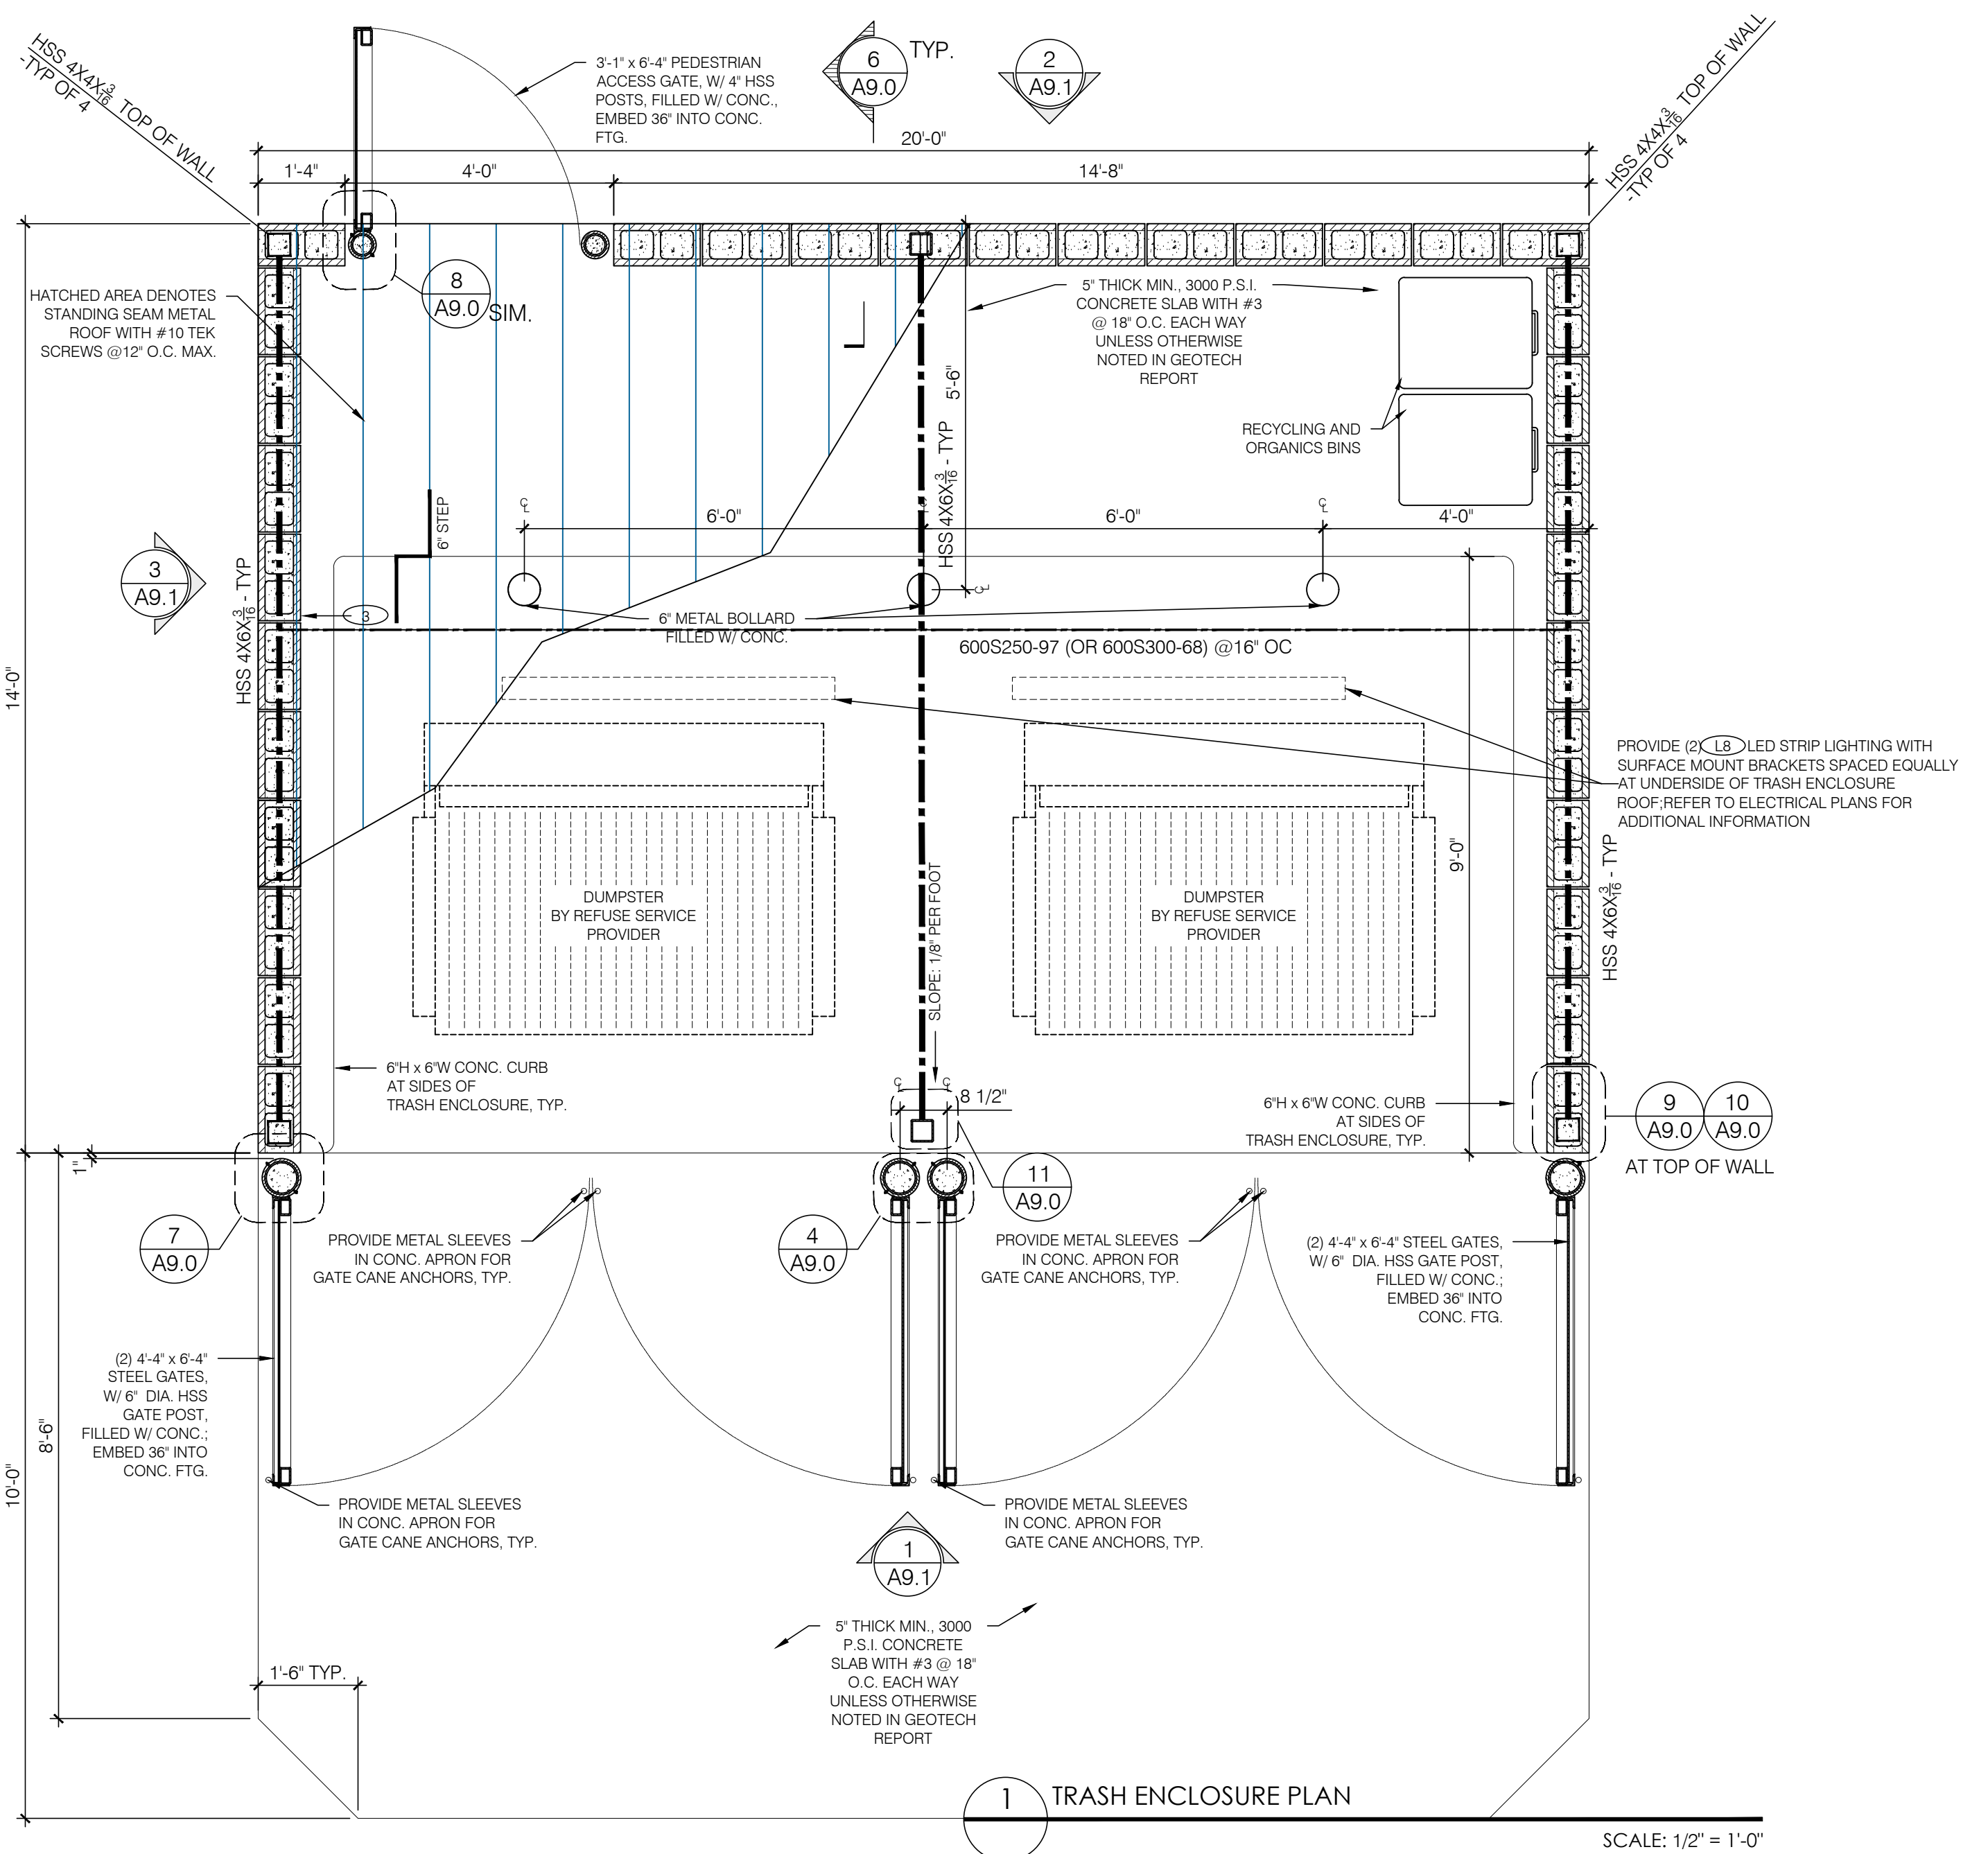 HSS 4X4X3/16 TOP OF WALL
-TYP OF 4
3'-1" x 6'-4" PEDESTRIAN
ACCESS GATE, W/ 4" HSS
POSTS, FILLED W/ CONC.,
EMBED 36" INTO CONC.
FTG.
6
A9.0
TYP.
2
A9.1
HSS 4X4X3/16 TOP OF WALL
-TYP OF 4
20'-0"
1'-4"
4'-0"
14'-8"
8
A9.0
SIM.
HATCHED AREA DENOTES
STANDING SEAM METAL
ROOF WITH #10 TEK
SCREWS @12" O.C. MAX.
5" THICK MIN., 3000 P.S.I.
CONCRETE SLAB WITH #3
@ 18" O.C. EACH WAY
UNLESS OTHERWISE
NOTED IN GEOTECH
REPORT
5'-6"
HSS 4X6X3/16 - TYP
RECYCLING AND
ORGANICS BINS
6" STEP
℄
6'-0"
℄
6'-0"
℄
4'-0"
3
A9.1
HSS 4X6X3/16 - TYP
3
℄
6" METAL BOLLARD
FILLED W/ CONC.
600S250-97 (OR 600S300-68) @16" OC
14'-0"
PROVIDE (2) L8 LED STRIP LIGHTING WITH
SURFACE MOUNT BRACKETS SPACED EQUALLY
AT UNDERSIDE OF TRASH ENCLOSURE
ROOF;REFER TO ELECTRICAL PLANS FOR
ADDITIONAL INFORMATION
9'-0"
HSS 4X6X3/16 - TYP
DUMPSTER
BY REFUSE SERVICE
PROVIDER
SLOPE: 1/8" PER FOOT
DUMPSTER
BY REFUSE SERVICE
PROVIDER
6"H x 6"W CONC. CURB
AT SIDES OF
TRASH ENCLOSURE, TYP.
℄
℄
8 1/2"
6"H x 6"W CONC. CURB
AT SIDES OF
TRASH ENCLOSURE, TYP.
9
A9.0
10
A9.0
AT TOP OF WALL
1"
11
A9.0
7
A9.0
PROVIDE METAL SLEEVES
IN CONC. APRON FOR
GATE CANE ANCHORS, TYP.
4
A9.0
PROVIDE METAL SLEEVES
IN CONC. APRON FOR
GATE CANE ANCHORS, TYP.
(2) 4'-4" x 6'-4" STEEL GATES,
W/ 6" DIA. HSS GATE POST,
FILLED W/ CONC.;
EMBED 36" INTO
CONC. FTG.
(2) 4'-4" x 6'-4"
STEEL GATES,
W/ 6" DIA. HSS
GATE POST,
FILLED W/ CONC.;
EMBED 36" INTO
CONC. FTG.
8'-6"
10'-0"
PROVIDE METAL SLEEVES
IN CONC. APRON FOR
GATE CANE ANCHORS, TYP.
PROVIDE METAL SLEEVES
IN CONC. APRON FOR
GATE CANE ANCHORS, TYP.
1
A9.1
5" THICK MIN., 3000
P.S.I. CONCRETE
SLAB WITH #3 @ 18"
O.C. EACH WAY
UNLESS OTHERWISE
NOTED IN GEOTECH
REPORT
1'-6" TYP.
1
TRASH ENCLOSURE PLAN
SCALE: 1/2" = 1'-0"